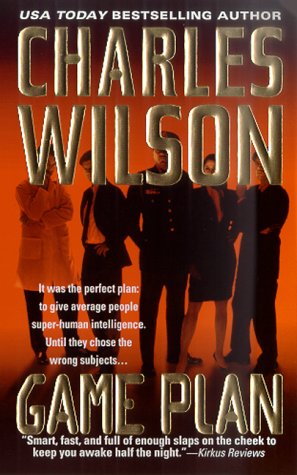 USA TODAY BESTSELLING AUTHOR
CHARLES
WILSON
It was the perfect plan:
to give average people
super-human intelligence.
Until they chose the
wrong subjects...
GAME PLAN
"Smart, fast, and full of enough slaps on the cheek to
keep you awake half the night."—Kirkus Reviews